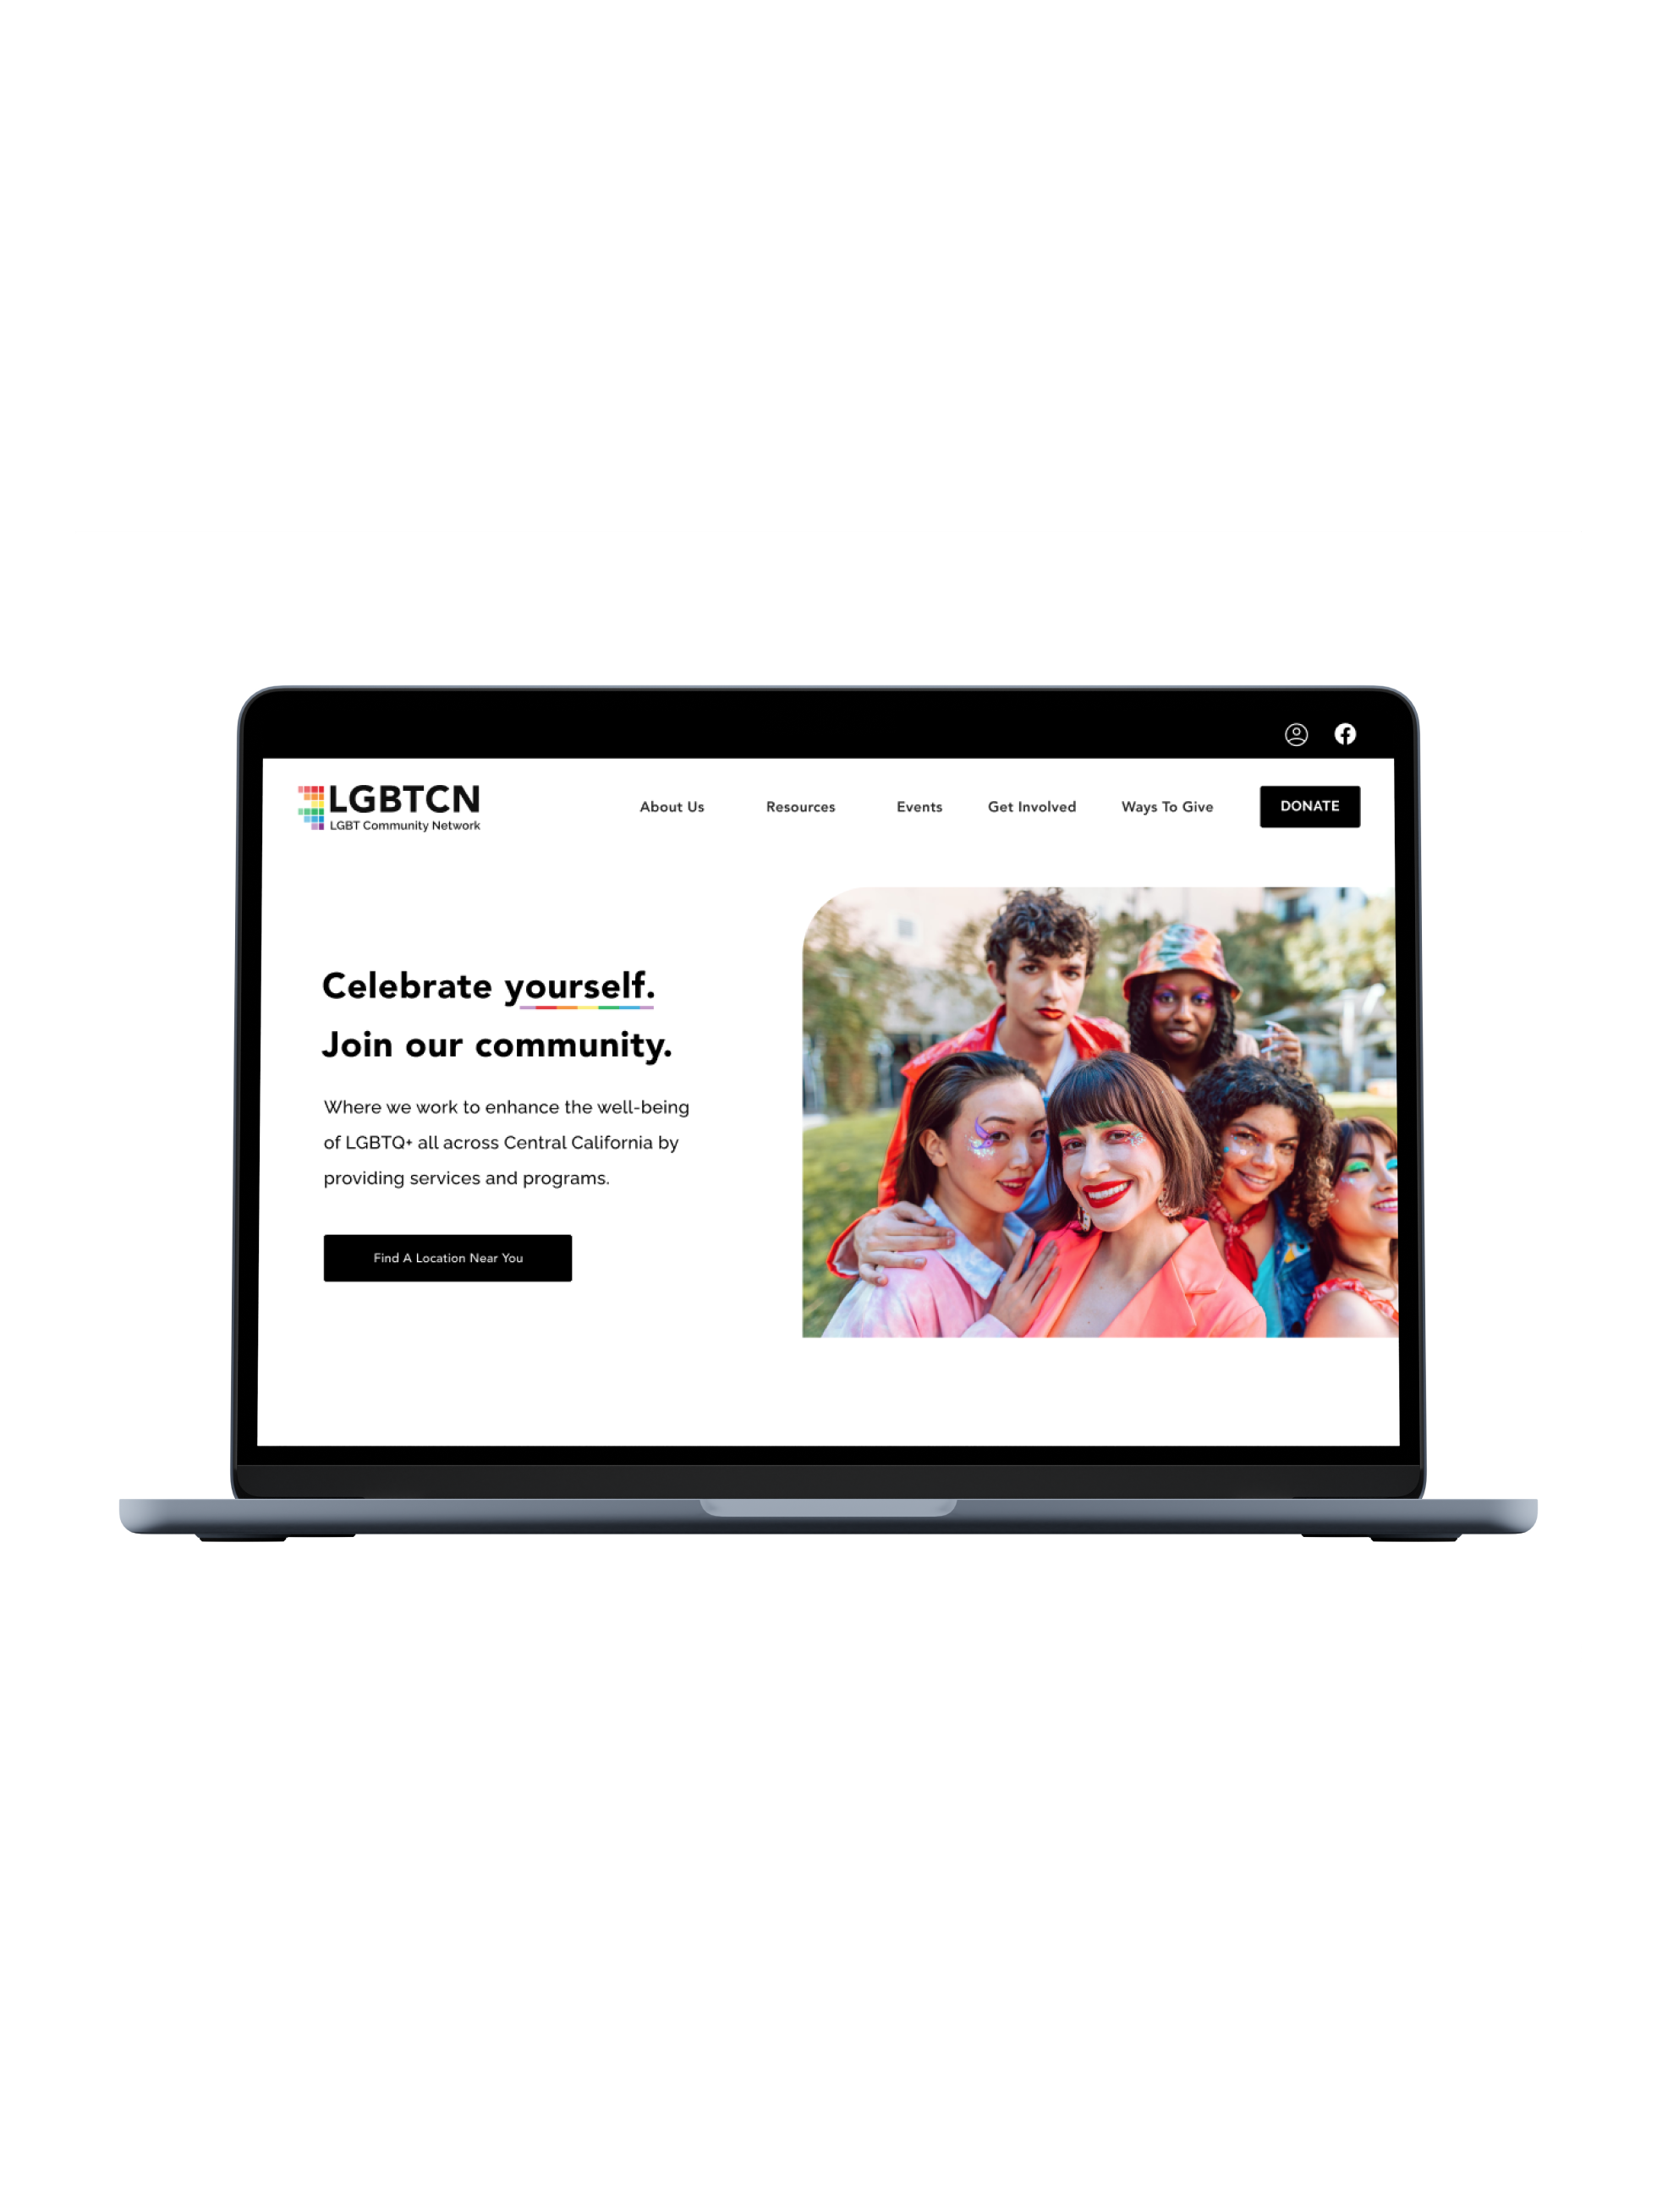 LGBTCN
LGBT Community Network
About Us
Resources
Events
Get Involved
Ways To Give
DONATE
Celebrate yourself.
Join our community.
Where we work to enhance the well-being
of LGBTQ+ all across Central California by
providing services and programs.
Find A Location Near You